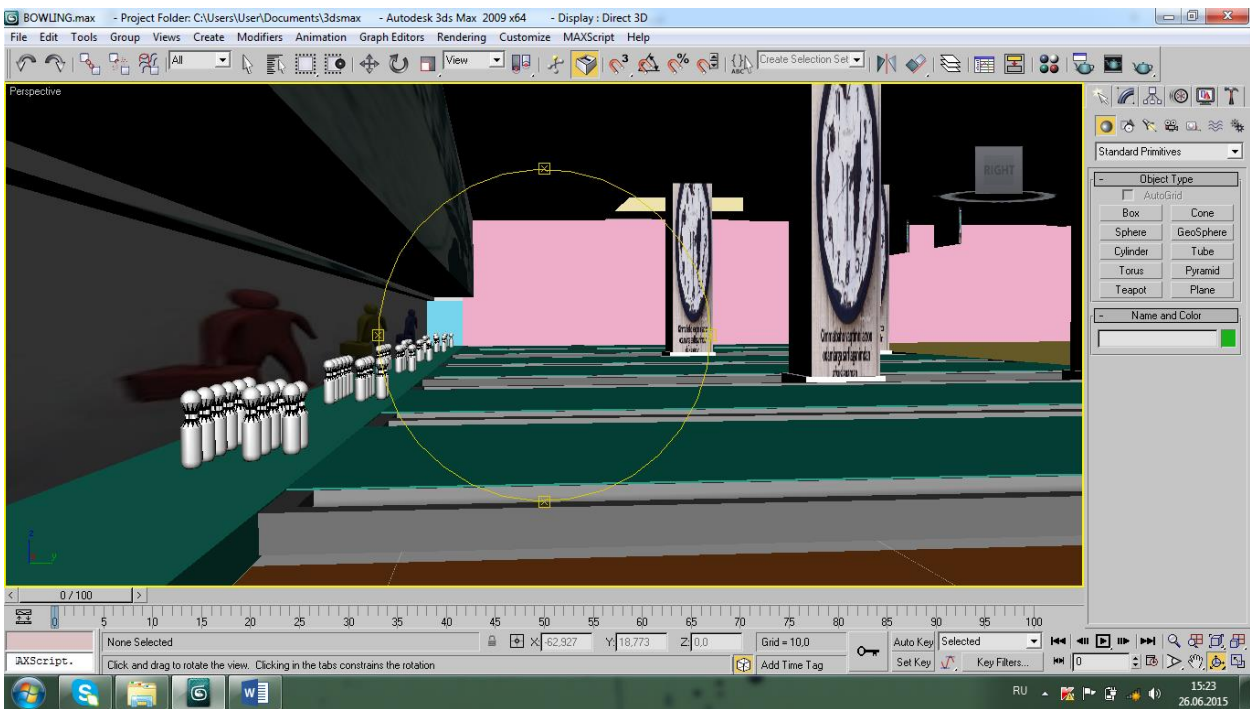 BOWLING.max - Project Folder: C:\Users\User\Documents\3dsmax - Autodesk 3ds Max 2009 x64 - Display : Direct 3D
File Edit Tools Group Views Create Modifiers Animation Graph Editors Rendering Customize MAXScript Help
All View 3 % ABC Create Selection Set
Perspective
RIGHT
Standard Primitives
- Object Type
AutoGrid
Box Cone
Sphere GeoSphere
Cylinder Tube
Torus Pyramid
Teapot Plane
- Name and Color
< 0 / 100 >
0 5 10 15 20 25 30 35 40 45 50 55 60 65 70 75 80 85 90 95 100
None Selected X: -62,927 Y: 18,773 Z: 0,0 Grid = 10,0 Auto Key Selected
AXScript. Click and drag to rotate the view. Clicking in the tabs constrains the rotation Add Time Tag Set Key Key Filters... 0
z
y
RU 15:23
26.06.2015